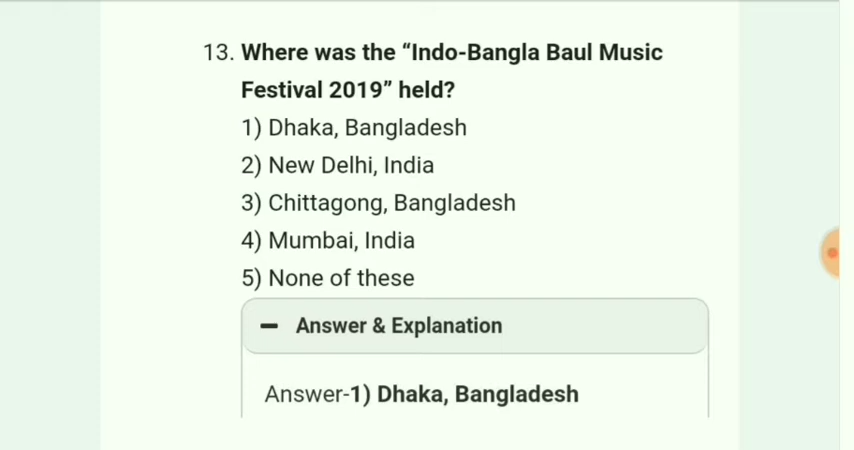 13. Where was the “Indo-Bangla Baul Music
Festival 2019” held?
1) Dhaka, Bangladesh
2) New Delhi, India
3) Chittagong, Bangladesh
4) Mumbai, India
5) None of these
Answer & Explanation
Answer-1) Dhaka, Bangladesh